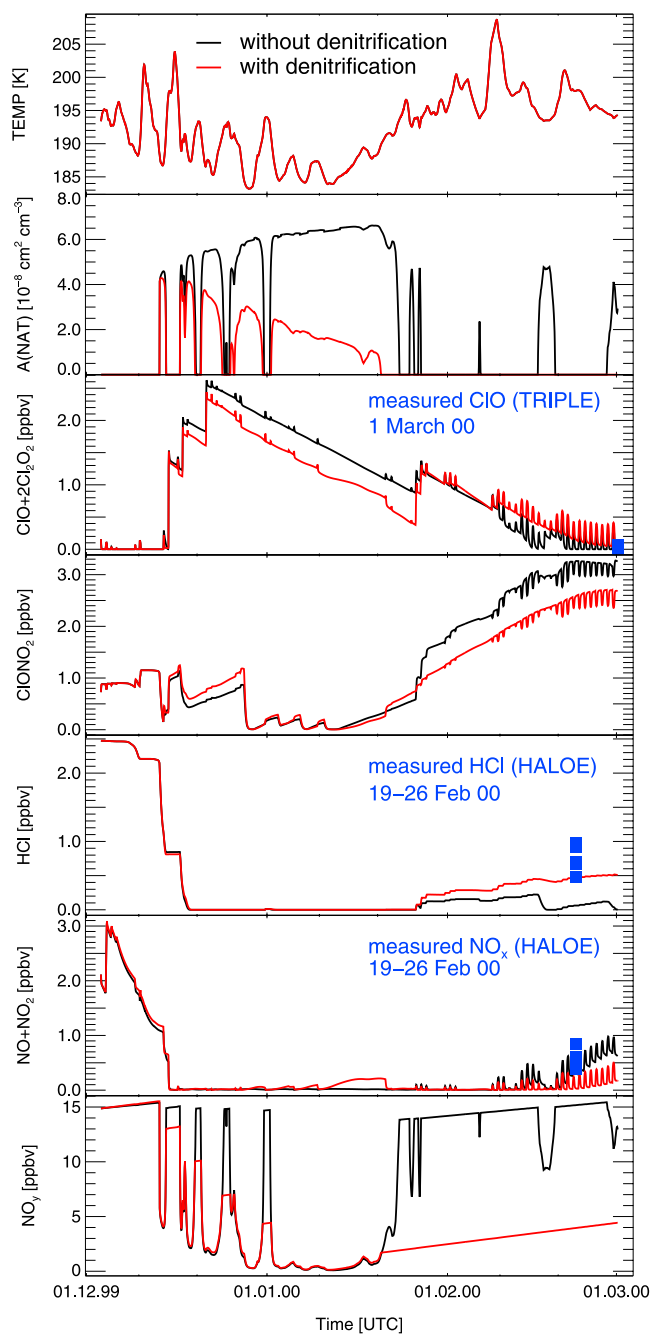 without denitrification
with denitrification
TEMP [K]
205
200
195
190
185
A(NAT) [10⁻⁸ cm² cm⁻³]
8.0
6.0
4.0
2.0
0.0
measured ClO (TRIPLE)
1 March 00
ClO+2Cl₂O₂ [ppbv]
2.0
1.0
0.0
ClONO₂ [ppbv]
3.0
2.0
1.0
0.0
measured HCl (HALOE)
19–26 Feb 00
HCl [ppbv]
2.0
1.0
0.0
measured NOₓ (HALOE)
19–26 Feb 00
NO+NO₂ [ppbv]
3.0
2.0
1.0
0.0
NOy [ppbv]
15
10
5
0
01.12.99 01.01.00 01.02.00 01.03.00
Time [UTC]